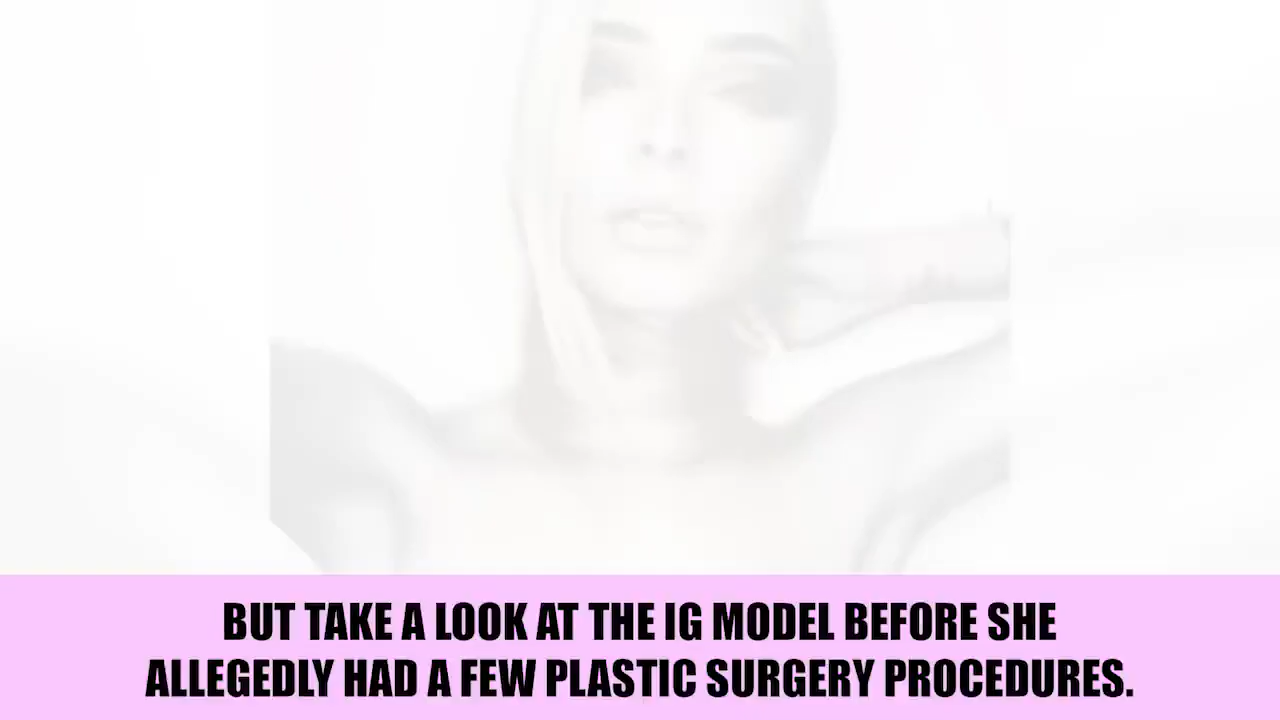 BUT TAKE A LOOK AT THE IG MODEL BEFORE SHE
ALLEGEDLY HAD A FEW PLASTIC SURGERY PROCEDURES.